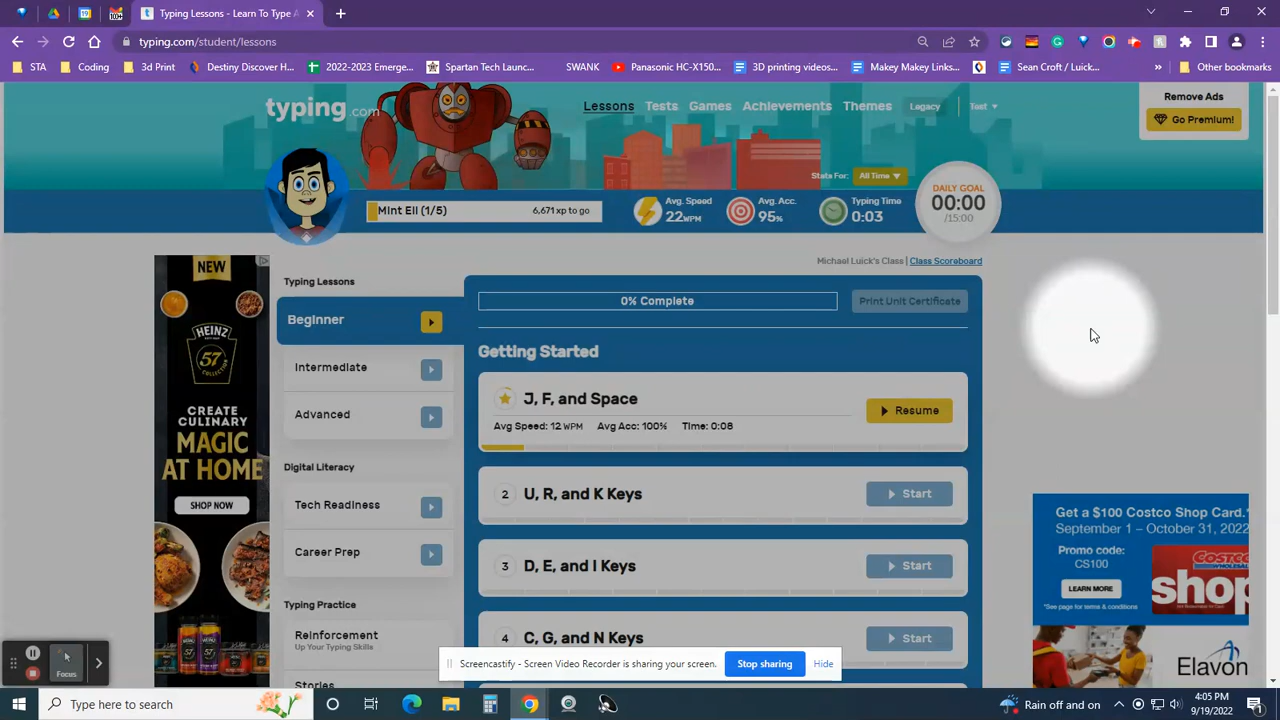 Typing Lessons - Learn To Type A
typing.com/student/lessons
STA
Coding
3d Print
Destiny Discover H...
2022-2023 Emerge...
Spartan Tech Launc...
SWANK
Panasonic HC-X150...
3D printing videos...
Makey Makey Links...
Sean Croft / Luick...
»
Other bookmarks
typing.com
Lessons
Tests
Games
Achievements
Themes
Legacy
Test
Remove Ads
Go Premium!
Stats For:
All Time
Mint Eli (1/5)
6,671 xp to go
Avg. Speed
22WPM
Avg. Acc.
95%
Typing Time
0:03
DAILY GOAL
00:00
/15:00
Michael Luick's Class | Class Scoreboard
NEW
HEINZ
57
COLLECTION
CREATE
CULINARY
MAGIC
AT HOME
SHOP NOW
Typing Lessons
Beginner
Intermediate
Advanced
Digital Literacy
Tech Readiness
Career Prep
Typing Practice
Reinforcement
Up Your Typing Skills
Stories
0% Complete
Print Unit Certificate
Getting Started
J, F, and Space
Avg Speed: 12 WPM
Avg Acc: 100%
Time: 0:08
Resume
2
U, R, and K Keys
Start
3
D, E, and I Keys
Start
4
C, G, and N Keys
Start
Get a $100 Costco Shop Card.*
September 1 – October 31, 2022
Promo code:
CS100
LEARN MORE
*See page for terms & conditions
COSTCO
WHOLESALE
shop
Elavon
Focus
Screencastify - Screen Video Recorder is sharing your screen.
Stop sharing
Hide
Type here to search
Rain off and on
4:05 PM
9/19/2022